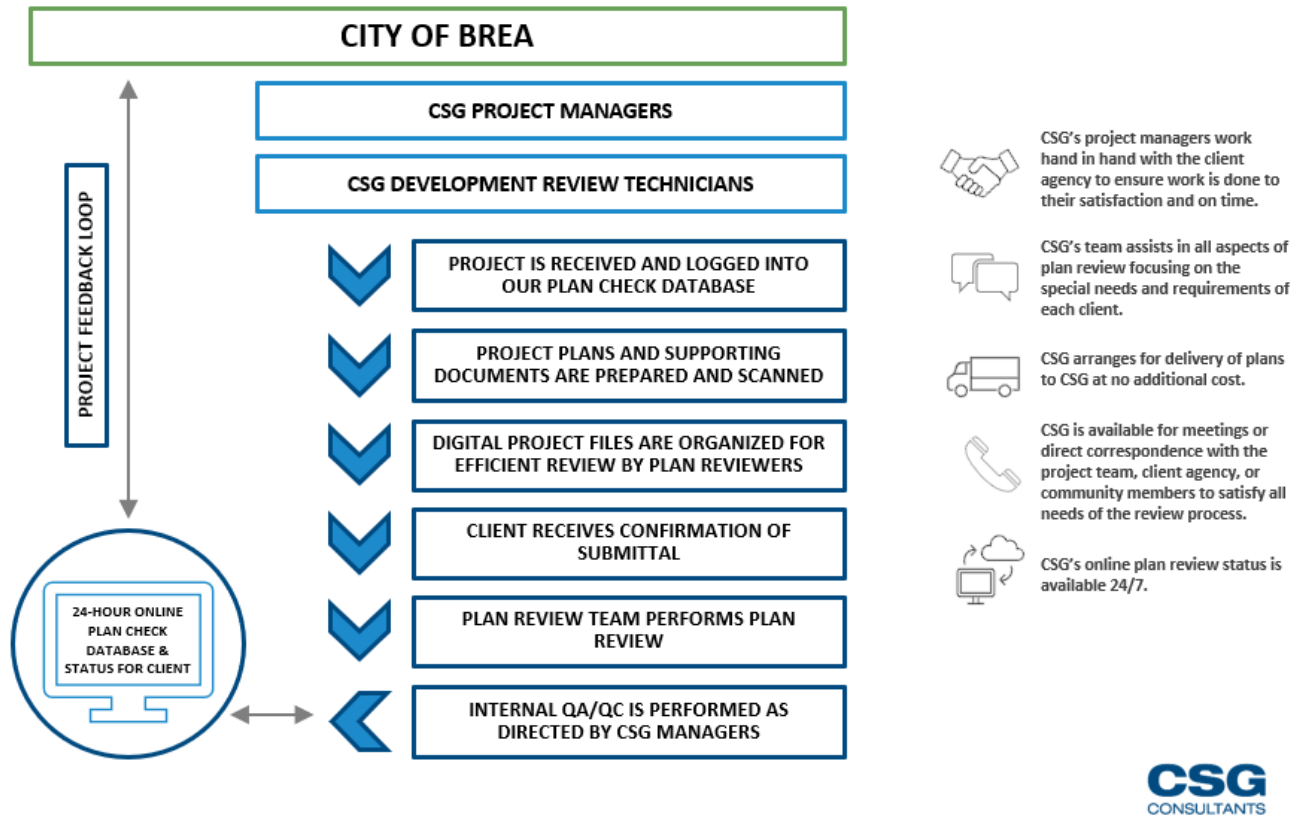 CITY OF BREA
CSG PROJECT MANAGERS
CSG DEVELOPMENT REVIEW TECHNICIANS
PROJECT FEEDBACK LOOP
PROJECT IS RECEIVED AND LOGGED INTO
OUR PLAN CHECK DATABASE
PROJECT PLANS AND SUPPORTING
DOCUMENTS ARE PREPARED AND SCANNED
DIGITAL PROJECT FILES ARE ORGANIZED FOR
EFFICIENT REVIEW BY PLAN REVIEWERS
CLIENT RECEIVES CONFIRMATION OF
SUBMITTAL
PLAN REVIEW TEAM PERFORMS PLAN
REVIEW
INTERNAL QA/QC IS PERFORMED AS
DIRECTED BY CSG MANAGERS
24-HOUR ONLINE
PLAN CHECK
DATABASE &
STATUS FOR CLIENT
CSG's project managers work
hand in hand with the client
agency to ensure work is done to
their satisfaction and on time.
CSG's team assists in all aspects of
plan review focusing on the
special needs and requirements of
each client.
CSG arranges for delivery of plans
to CSG at no additional cost.
CSG is available for meetings or
direct correspondence with the
project team, client agency, or
community members to satisfy all
needs of the review process.
CSG's online plan review status is
available 24/7.
CSG
CONSULTANTS